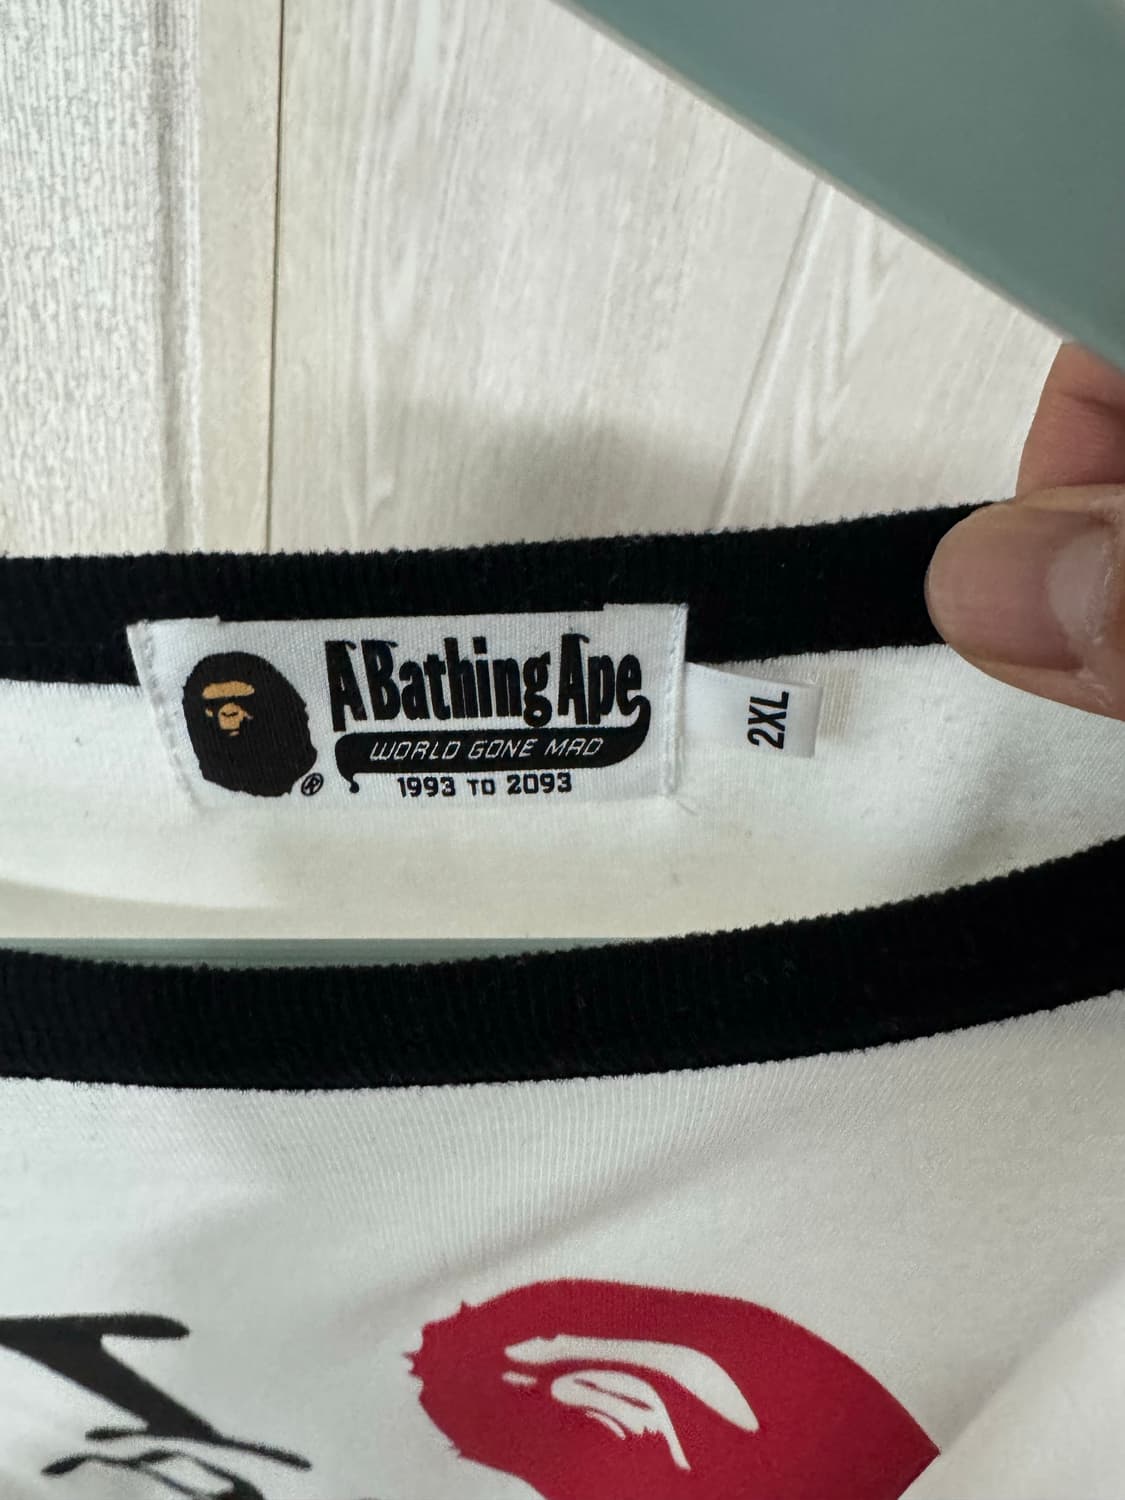 A Bathing Ape
WORLD GONE MAD
1993 TO 2093
®
2XL